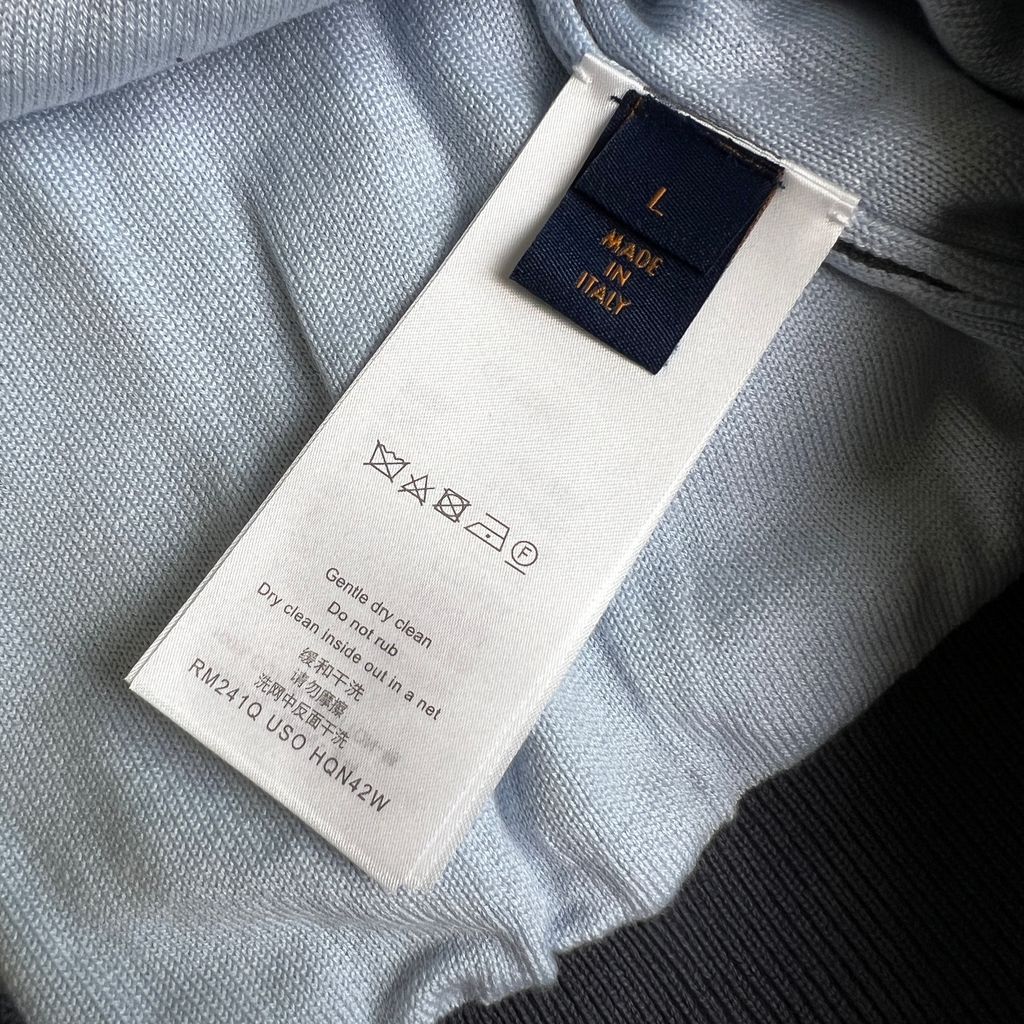 L
MADE
IN
ITALY
F
Gentle dry clean
Do not rub
Dry clean inside out in a net
缓和干洗
请勿摩擦
洗网中反面干洗
RM241Q USO HQN42W